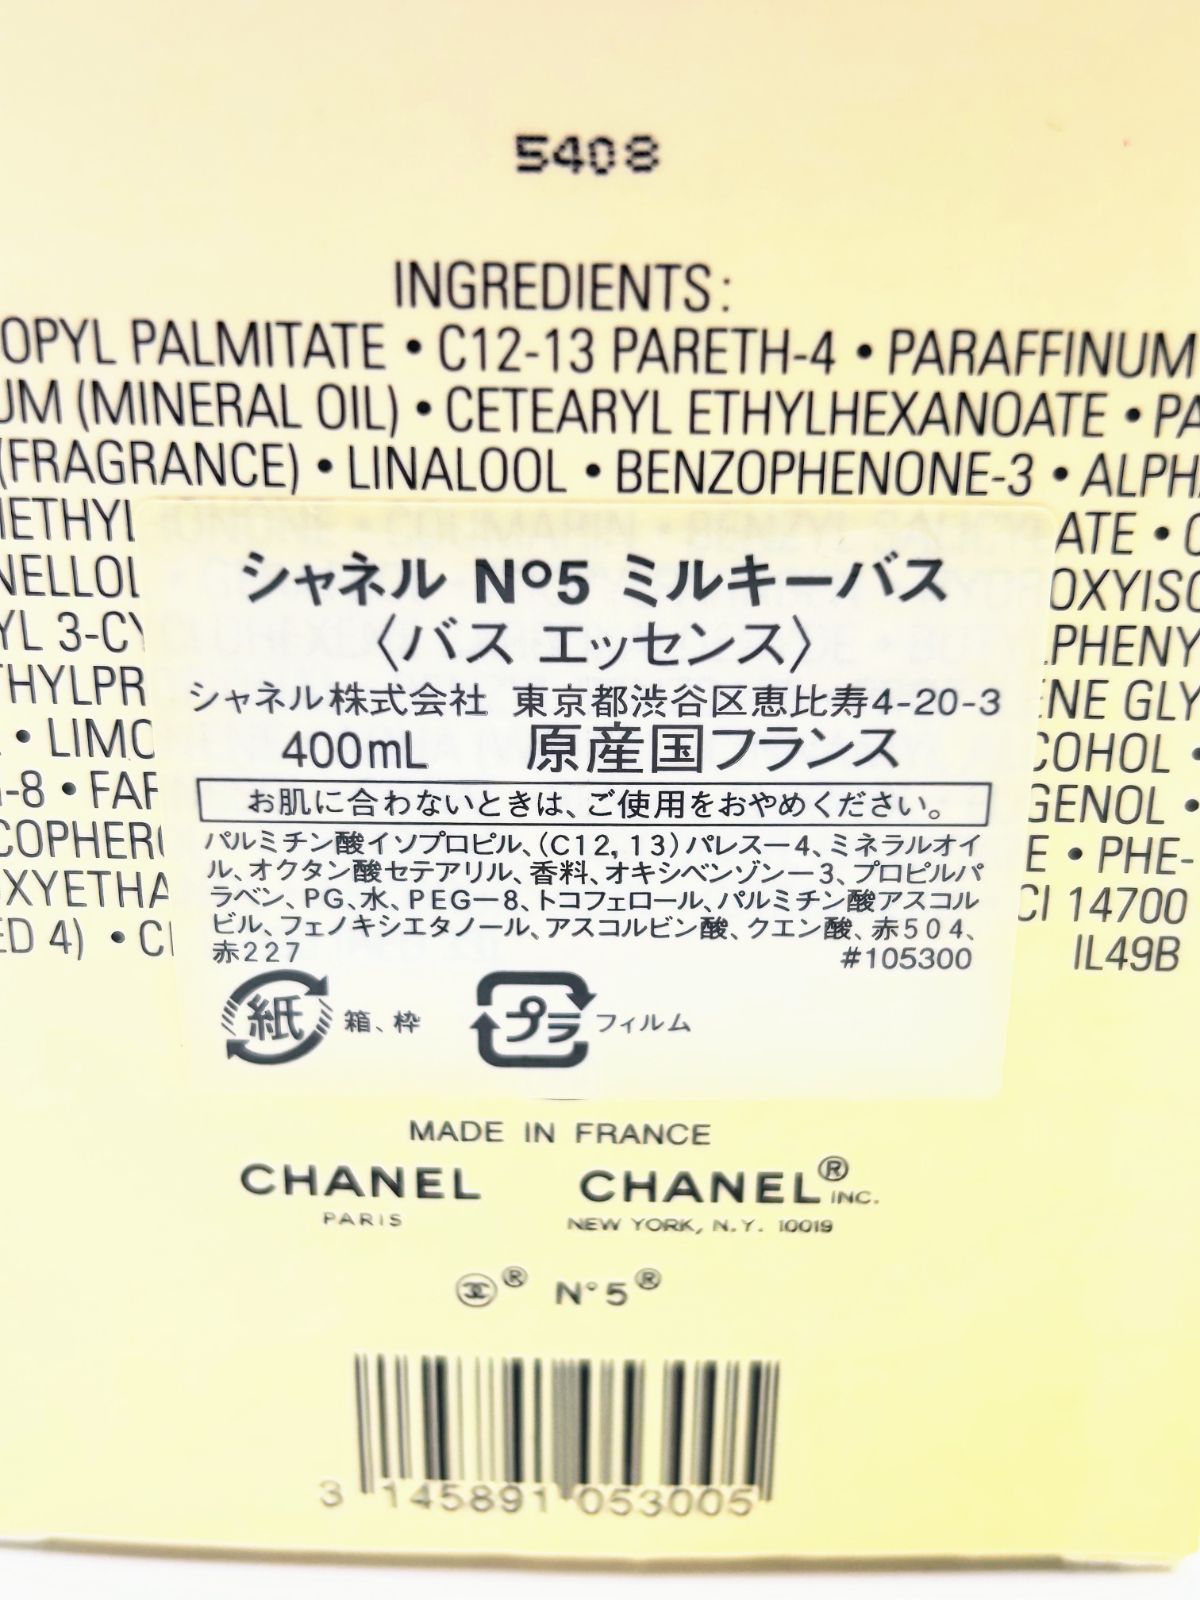 5408
INGREDIENTS:
OPYL PALMITATE • C12-13 PARETH-4 • PARAFFINUM
UM (MINERAL OIL) • CETEARYL ETHYLHEXANOATE • PA
(FRAGRANCE) • LINALOOL • BENZOPHENONE-3 • ALPHA
METHYL ATE • C
NELLOL OXYISO
YL 3-CY PHENY
THYLPR ENE GLY
• LIMO COHOL •
-8 • FAR GENOL •
COPHERO E • PHE-
OXYETHA CI 14700
ED 4) • CI IL49B
シャネル Nº5 ミルキーバス
〈バス エッセンス〉
シャネル株式会社 東京都渋谷区恵比寿4-20-3
400mL 原産国フランス
お肌に合わないときは、ご使用をおやめください。
パルミチン酸イソプロピル、(C12,13)パレス－4、ミネラルオイ
ル、オクタン酸セテアリル、香料、オキシベンゾン－3、プロピルパ
ラベン、PG、水、PEG－8、トコフェロール、パルミチン酸アスコル
ビル、フェノキシエタノール、アスコルビン酸、クエン酸、赤504、
赤227 #105300
紙 箱、枠 プラ フィルム
MADE IN FRANCE
CHANEL CHANEL® INC.
PARIS NEW YORK, N.Y. 10019
® N°5®
3 145891 053005